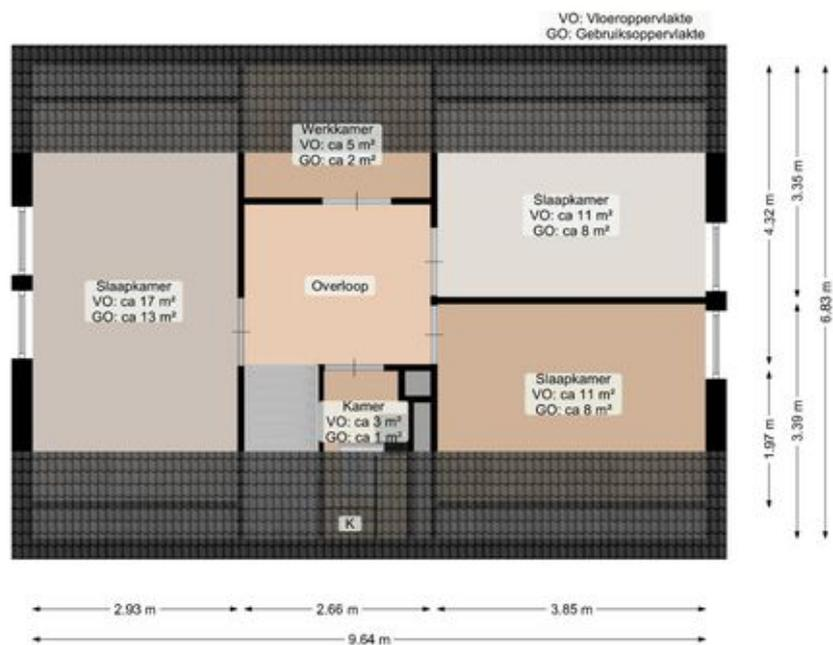 VO: Vloeroppervlakte
GO: Gebruiksoppervlakte
Werkkamer
VO: ca 5 m²
GO: ca 2 m²
Slaapkamer
VO: ca 11 m²
GO: ca 8 m²
Slaapkamer
VO: ca 17 m²
GO: ca 13 m²
Overloop
Slaapkamer
VO: ca 11 m²
GO: ca 8 m²
Kamer
VO: ca 3 m²
GO: ca 1 m²
K
4.32 m
3.35 m
6.83 m
1.97 m
3.39 m
2.93 m
2.66 m
3.85 m
9.64 m